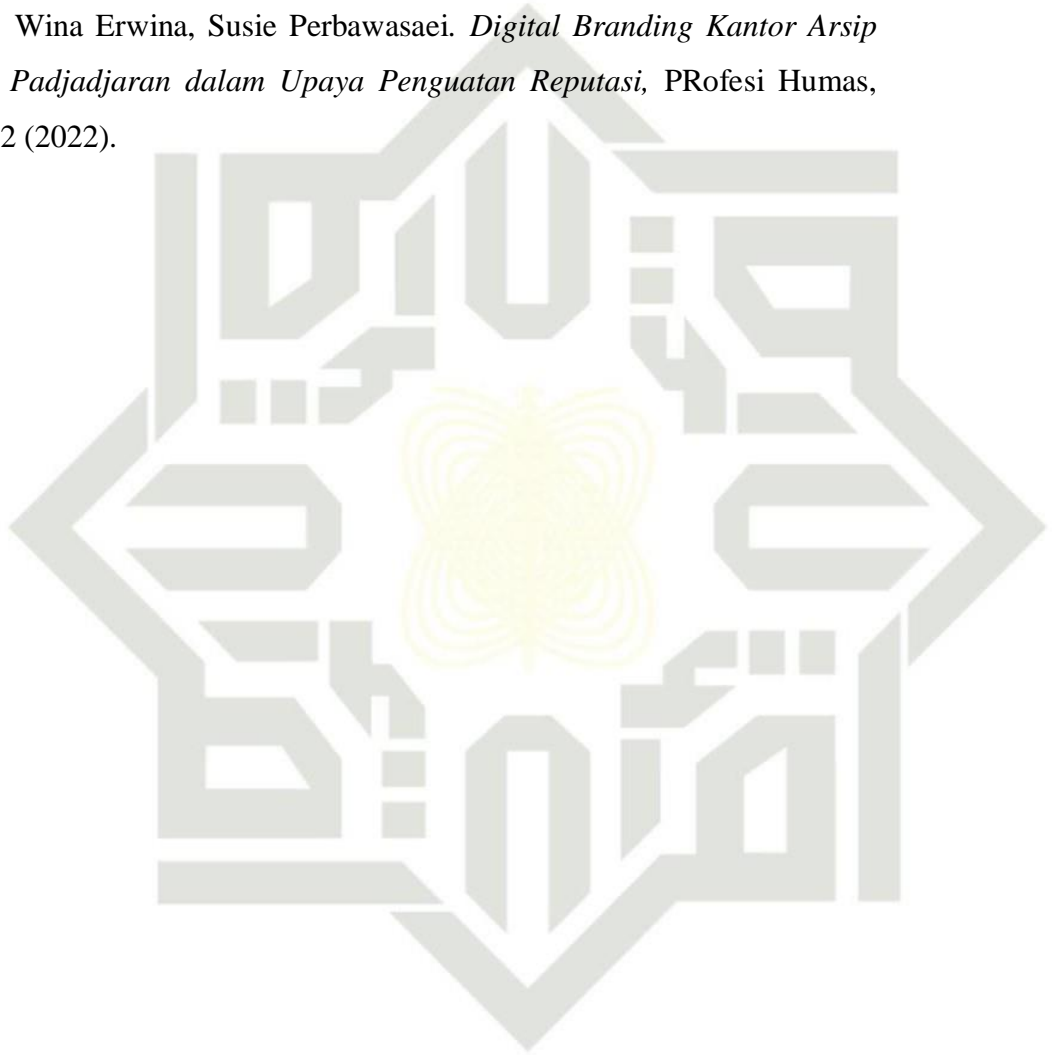 Wina Erwina, Susie Perbawasaei. Digital Branding Kantor Arsip
Padjadjaran dalam Upaya Penguatan Reputasi, PRofesi Humas,
2 (2022).